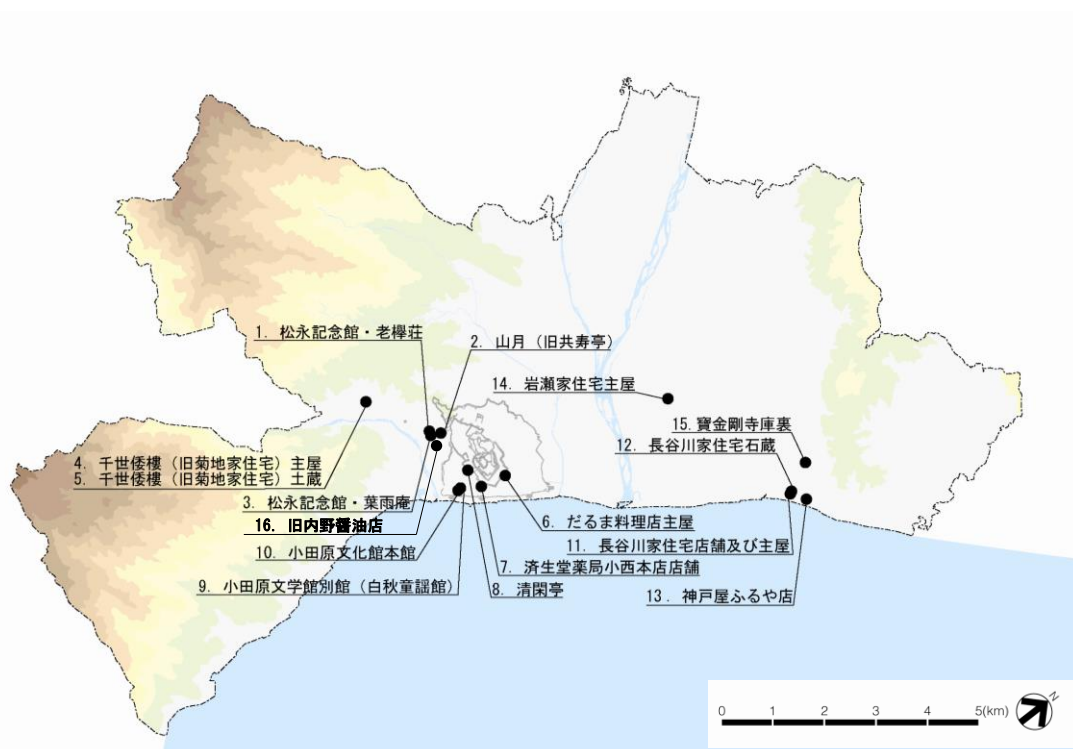 1. 松永記念館・老欅荘
2. 山月（旧共寿亭）
14. 岩瀬家住宅主屋
15. 寶金剛寺庫裏
12. 長谷川家住宅石蔵
4. 千世倭樓（旧菊地家住宅）主屋
5. 千世倭樓（旧菊地家住宅）土蔵
3. 松永記念館・葉雨庵
16. 旧内野醤油店
6. だるま料理店主屋
10. 小田原文化館本館
11. 長谷川家住宅店舗及び主屋
7. 済生堂薬局小西本店店舗
9. 小田原文学館別館（白秋童謡館）
8. 清閑亭
13. 神戸屋ふるや店
0 1 2 3 4 5(km)
N